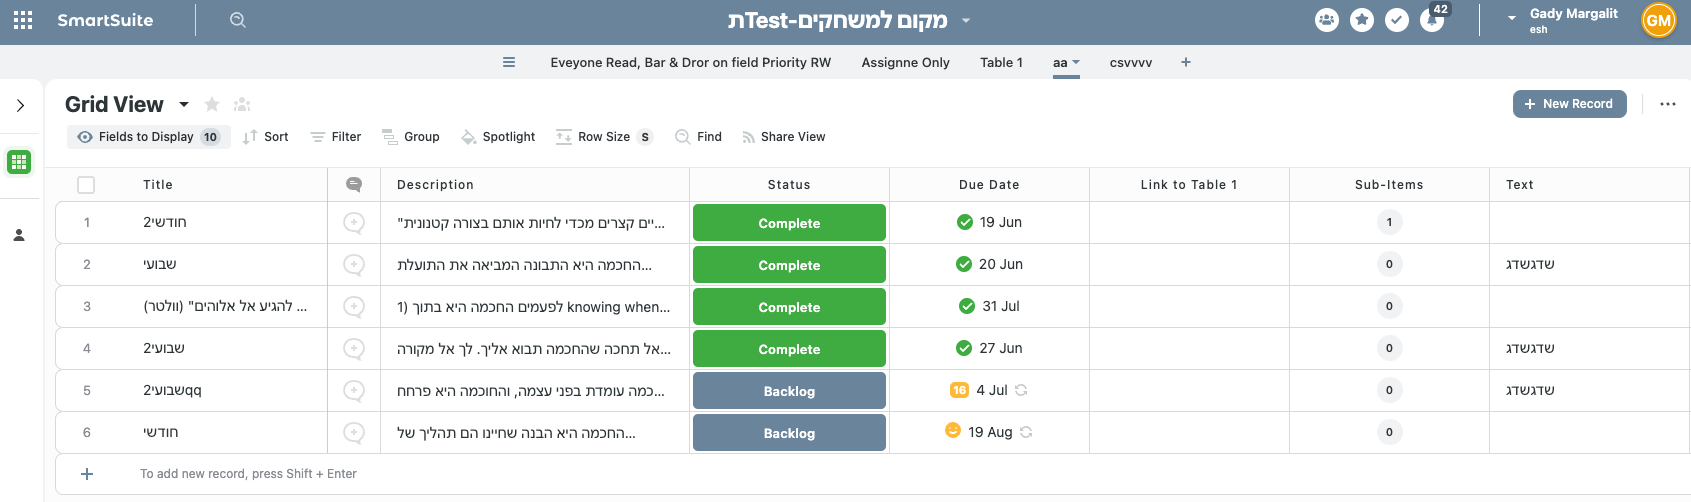 SmartSuite
תTest-מקום למשחקים
42
Gady Margalit
esh
GM
Eveyone Read, Bar & Dror on field Priority RW
Assignne Only
Table 1
aa
csvvvv
Grid View
New Record
Fields to Display 10
Sort
Filter
Group
Spotlight
Row Size S
Find
Share View
Title Description Status Due Date Link to Table 1 Sub-Items Text
1 חודשי2 "יים קצרים מכדי לחיות אותם בצורה קטנונית... Complete 19 Jun 1
2 שבועי החכמה היא התבונה המביאה את התועלת... Complete 20 Jun 0 שדגשדג
3 להגיע אל אלוהים" (וולטר) ... לפעמים החכמה היא בתוך (1 knowing when... Complete 31 Jul 0
4 שבועי2 אל תחכה שהחכמה תבוא אליך. לך אל מקורה... Complete 27 Jun 0 שדגשדג
5 שבועי2qq כמה עומדת בפני עצמה, והחוכמה היא פרחח... Backlog 16 4 Jul 0 שדגשדג
6 חודשי החכמה היא הבנה שחיינו הם תהליך של... Backlog 19 Aug 0
To add new record, press Shift + Enter